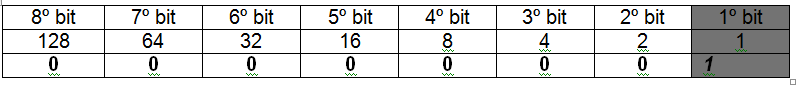 8º bit 7º bit 6º bit 5º bit 4º bit 3º bit 2º bit 1º bit
128 64 32 16 8 4 2 1
0 0 0 0 0 0 0 1